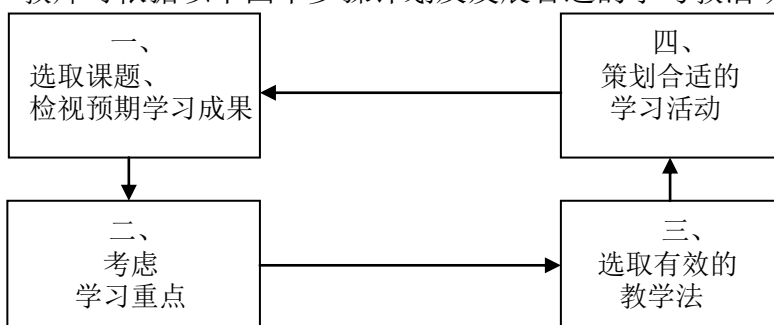 一、
选取课题、
检视预期学习成果
二、
考虑
学习重点
三、
选取有效的
教学法
四、
策划合适的
学习活动